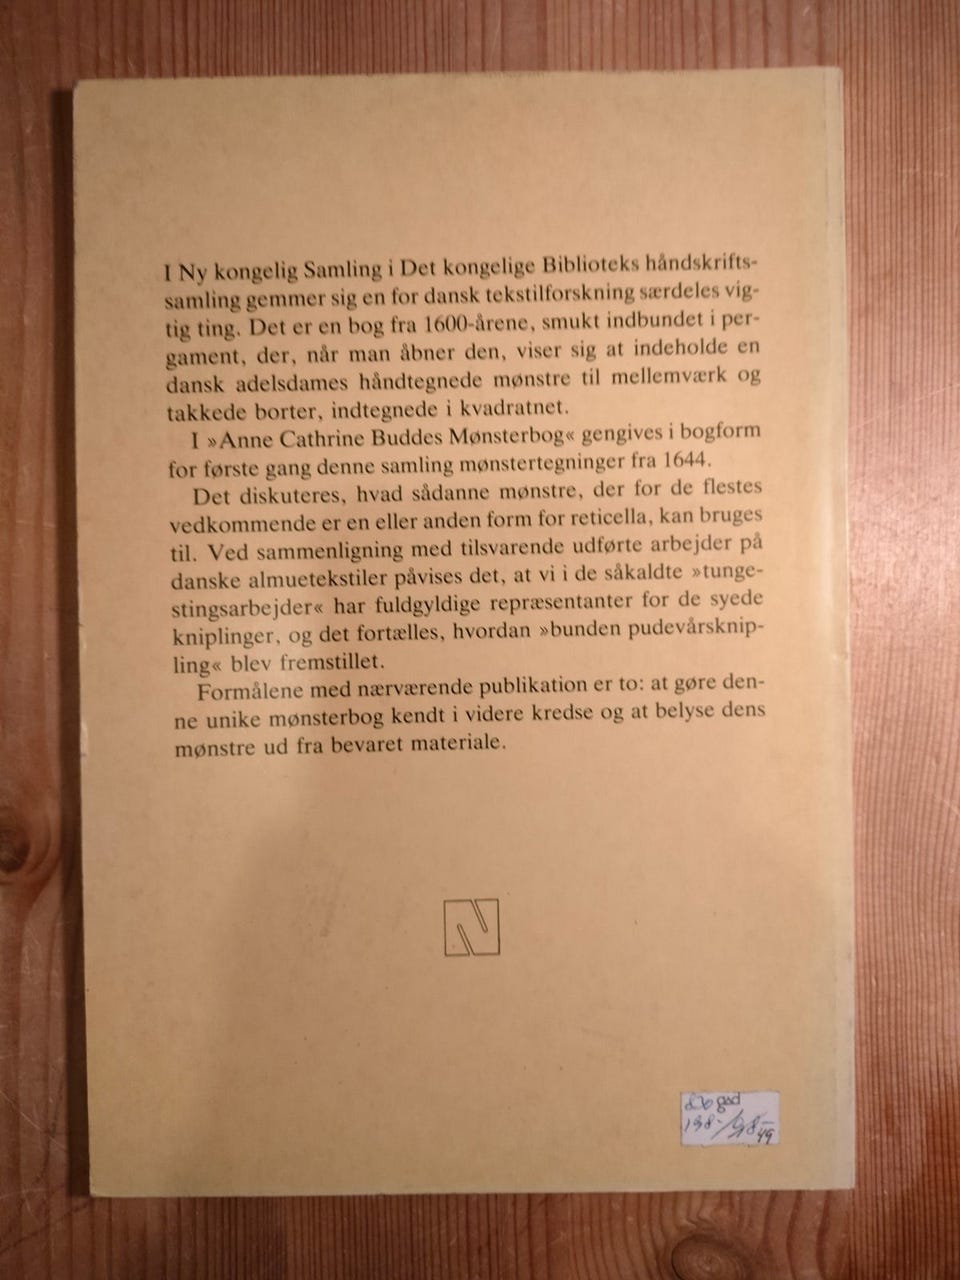 I Ny kongelig Samling i Det kongelige Biblioteks håndskrifts-
samling gemmer sig en for dansk tekstilforskning særdeles vig-
tig ting. Det er en bog fra 1600-årene, smukt indbundet i per-
gament, der, når man åbner den, viser sig at indeholde en
dansk adelsdames håndtegnede mønstre til mellemværk og
takkede borter, indtegnede i kvadratnet.
I »Anne Cathrine Buddes Mønsterbog« gengives i bogform
for første gang denne samling mønstertegninger fra 1644.
Det diskuteres, hvad sådanne mønstre, der for de flestes
vedkommende er en eller anden form for reticella, kan bruges
til. Ved sammenligning med tilsvarende udførte arbejder på
danske almuetekstiler påvises det, at vi i de såkaldte »tunge-
stingsarbejder« har fuldgyldige repræsentanter for de syede
kniplinger, og det fortælles, hvordan »bunden pudevårsknip-
ling« blev fremstillet.
Formålene med nærværende publikation er to: at gøre den-
ne unike mønsterbog kendt i videre kredse og at belyse dens
mønstre ud fra bevaret materiale.
N